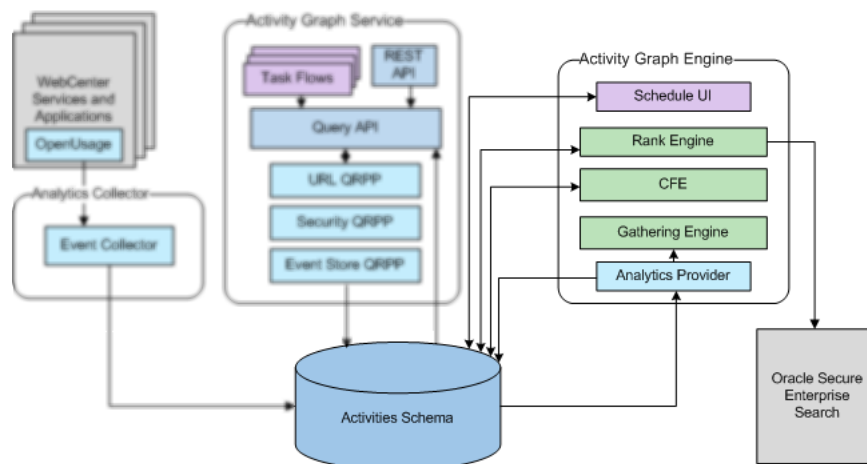 WebCenter
Services and
Applications
OpenUsage
Analytics Collector
Event Collector
Activity Graph Service
Task Flows
REST
API
Query API
URL QRPP
Security QRPP
Event Store QRPP
Activities Schema
Activity Graph Engine
Schedule UI
Rank Engine
CFE
Gathering Engine
Analytics Provider
Oracle Secure
Enterprise
Search